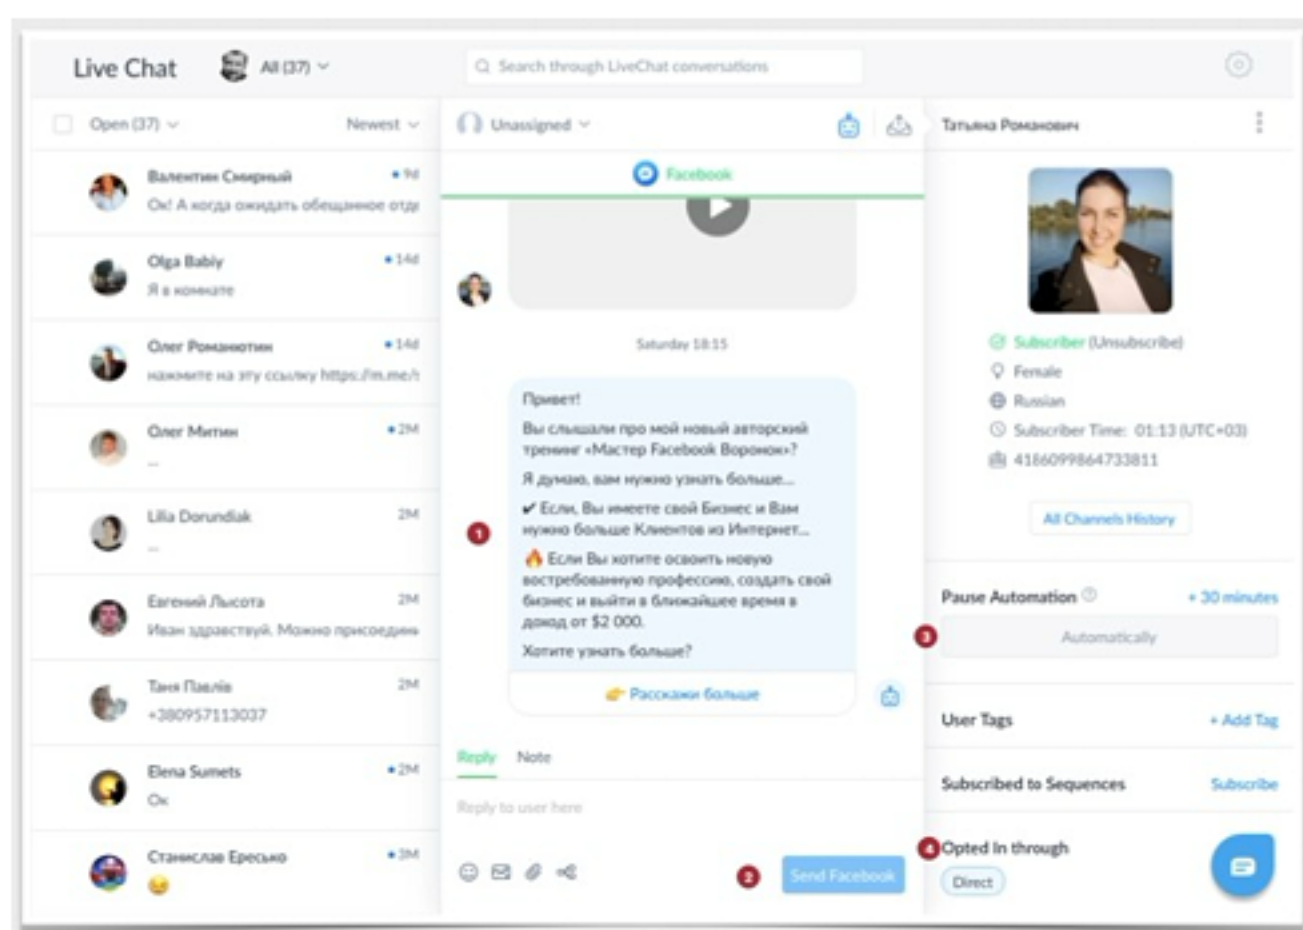 Live Chat
All (37)
Search through LiveChat conversations
Open (37)
Newest
Валентин Смирный
9d
Ок! А когда ожидать обещанное отде
Olga Babiy
14d
Я в комнате
Олег Романютин
14d
нажмите на эту ссылку https://m.me/s
Олег Митин
2M
...
Lilia Dorundiak
2M
...
Евгений Лысота
2M
Иван здравствуй. Можно присоедини
Таня Павлів
2M
+380957113037
Elena Sumets
2M
Ок
Станислав Ересько
3M
Unassigned
Facebook
Saturday 18:15
Привет!
Вы слышали про мой новый авторский
тренинг «Мастер Facebook Воронок»?
Я думаю, вам нужно узнать больше...
✔ Если, Вы имеете свой Бизнес и Вам
нужно больше Клиентов из Интернет...
🔥 Если Вы хотите освоить новую
востребованную профессию, создать свой
бизнес и выйти в ближайшее время в
доход от $2 000.
Хотите узнать больше?
👉 Расскажи больше
1
Reply
Note
Reply to user here
2
Send Facebook
Татьяна Романович
Subscriber (Unsubscribe)
Female
Russian
Subscriber Time: 01:13 (UTC+03)
4186099864733811
All Channels History
Pause Automation
+ 30 minutes
3
Automatically
User Tags
+ Add Tag
Subscribed to Sequences
Subscribe
4
Opted In through
Direct